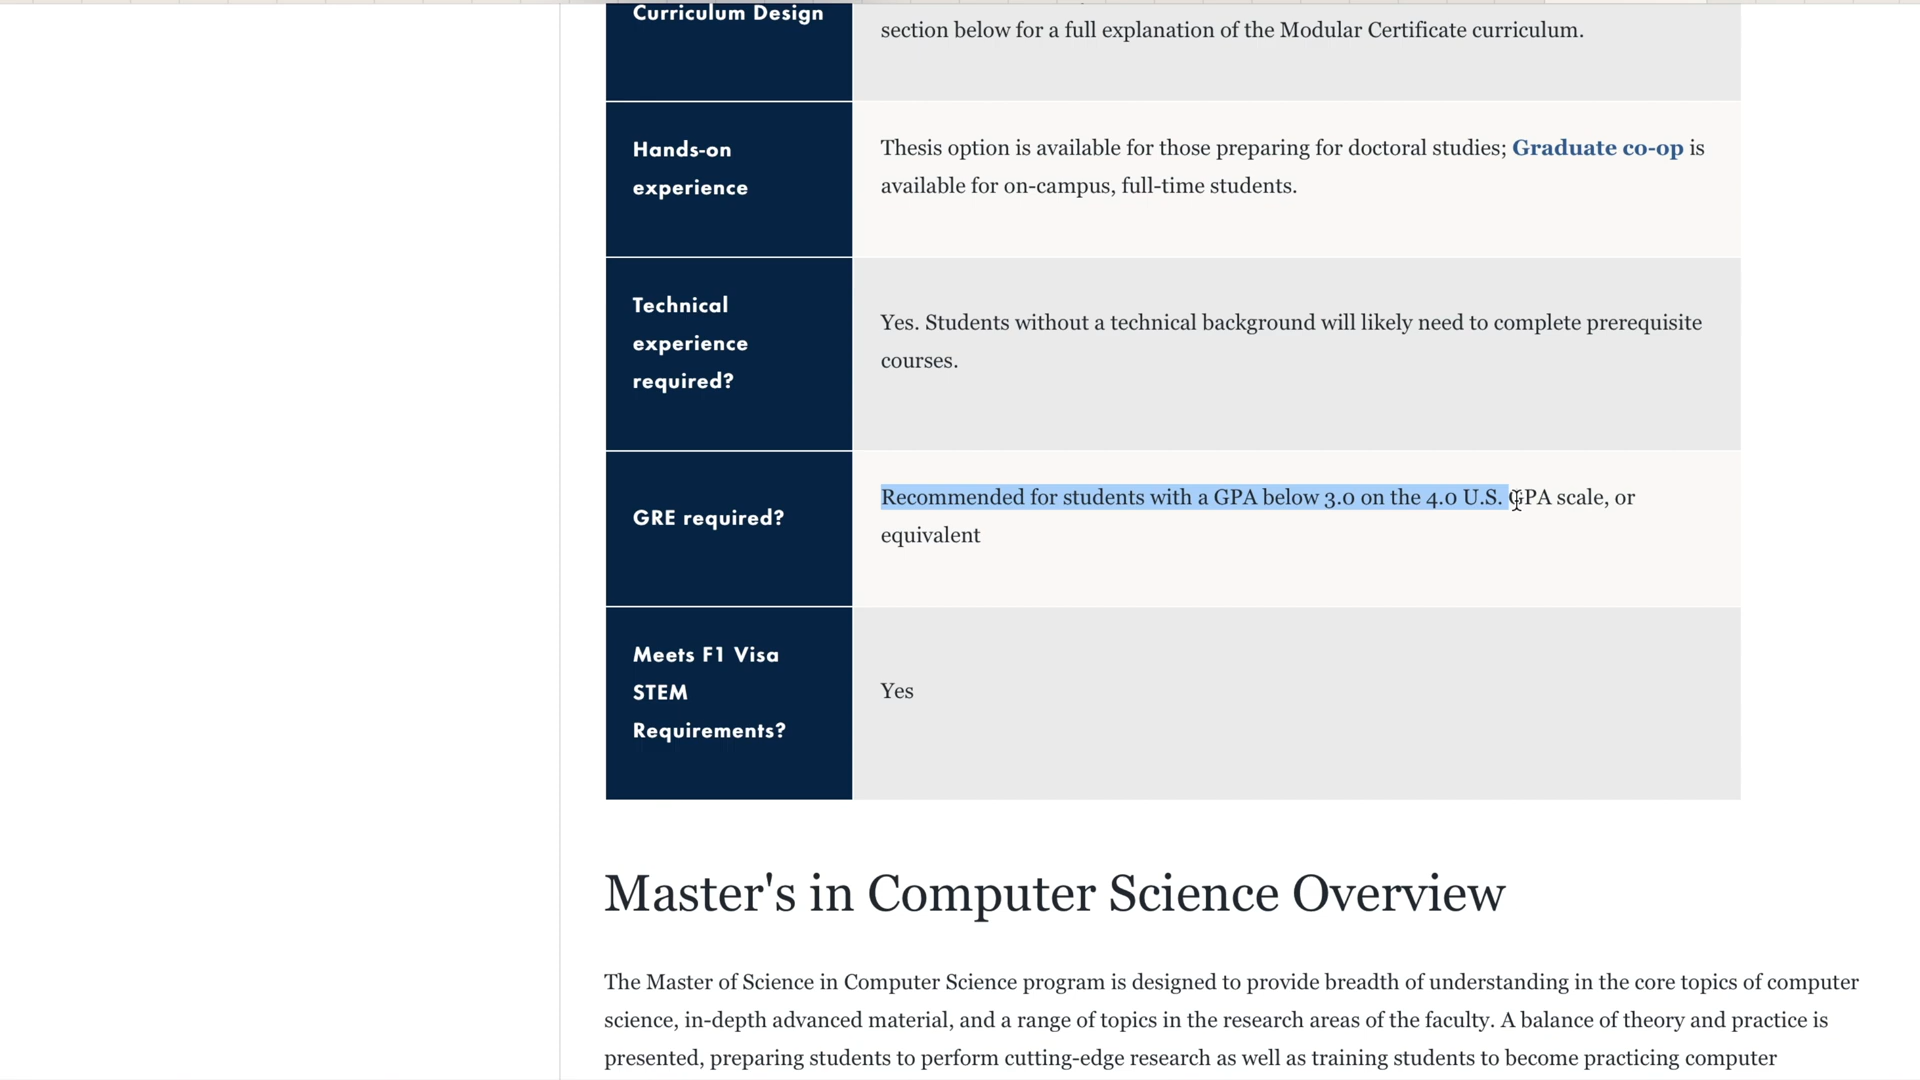 Curriculum Design
section below for a full explanation of the Modular Certificate curriculum.
Hands-on
experience
Thesis option is available for those preparing for doctoral studies; Graduate co-op is
available for on-campus, full-time students.
Technical
experience
required?
Yes. Students without a technical background will likely need to complete prerequisite
courses.
GRE required?
Recommended for students with a GPA below 3.0 on the 4.0 U.S. GPA scale, or
equivalent
Meets F1 Visa
STEM
Requirements?
Yes
Master's in Computer Science Overview
The Master of Science in Computer Science program is designed to provide breadth of understanding in the core topics of computer
science, in-depth advanced material, and a range of topics in the research areas of the faculty. A balance of theory and practice is
presented, preparing students to perform cutting-edge research as well as training students to become practicing computer